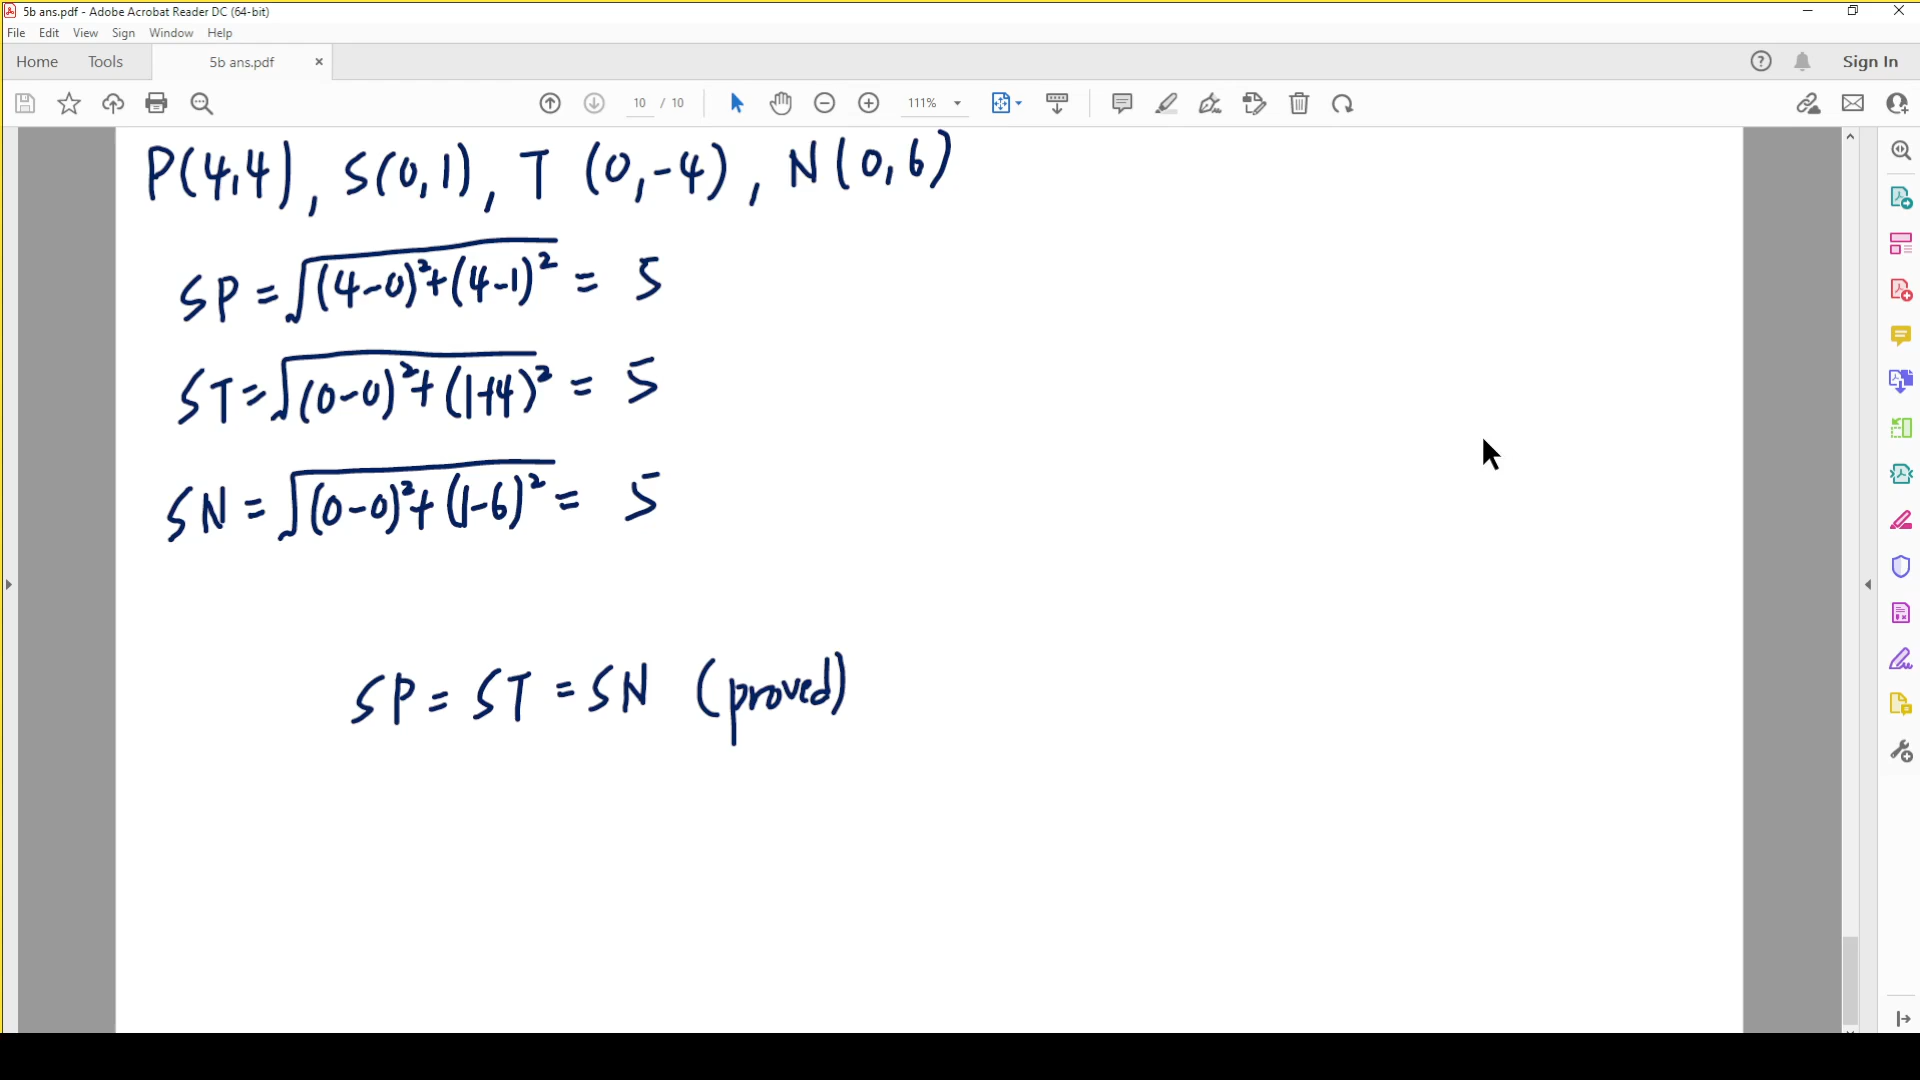 5b ans.pdf - Adobe Acrobat Reader DC (64-bit)
File Edit View Sign Window Help
Home Tools 5b ans.pdf × Sign In
10 / 10 111%
P(4,4), S(0,1), T (0,-4), N(0,6)
SP = √(4-0)²+(4-1)² = 5
ST = √(0-0)²+(1+4)² = 5
SN = √(0-0)²+(1-6)² = 5
SP = ST = SN (proved)